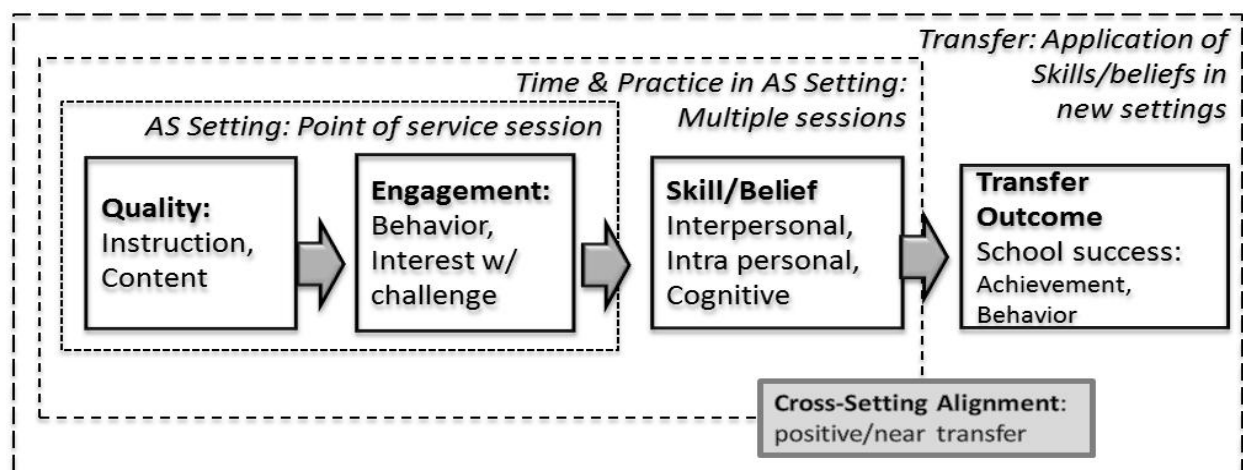 Transfer: Application of
Skills/beliefs in
new settings
Time & Practice in AS Setting:
Multiple sessions
AS Setting: Point of service session
Quality:
Instruction,
Content
Engagement:
Behavior,
Interest w/
challenge
Skill/Belief
Interpersonal,
Intra personal,
Cognitive
Transfer
Outcome
School success:
Achievement,
Behavior
Cross-Setting Alignment:
positive/near transfer